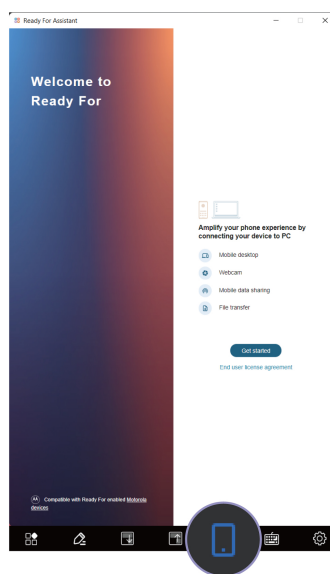 Ready For Assistant
Welcome to
Ready For
Amplify your phone experience by
connecting your device to PC
Mobile desktop
Webcam
Mobile data sharing
File transfer
Get started
End user license agreement
Compatible with Ready For enabled Motorola
devices